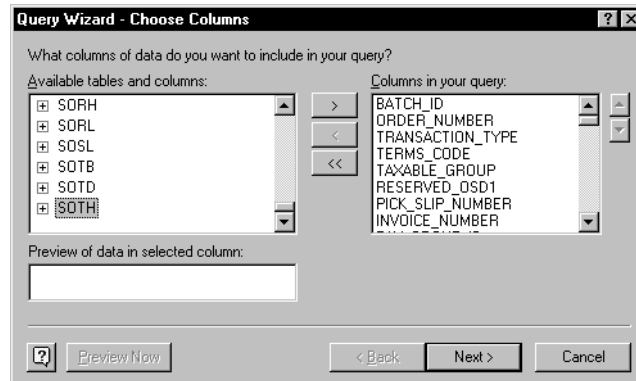 Query Wizard - Choose Columns
What columns of data do you want to include in your query?
Available tables and columns:
SORH
SORL
SOSL
SOTB
SOTD
SOTH
>
<
<<
Columns in your query:
BATCH_ID
ORDER_NUMBER
TRANSACTION_TYPE
TERMS_CODE
TAXABLE_GROUP
RESERVED_OSD1
PICK_SLIP_NUMBER
INVOICE_NUMBER
Preview of data in selected column:
Preview Now
< Back
Next >
Cancel